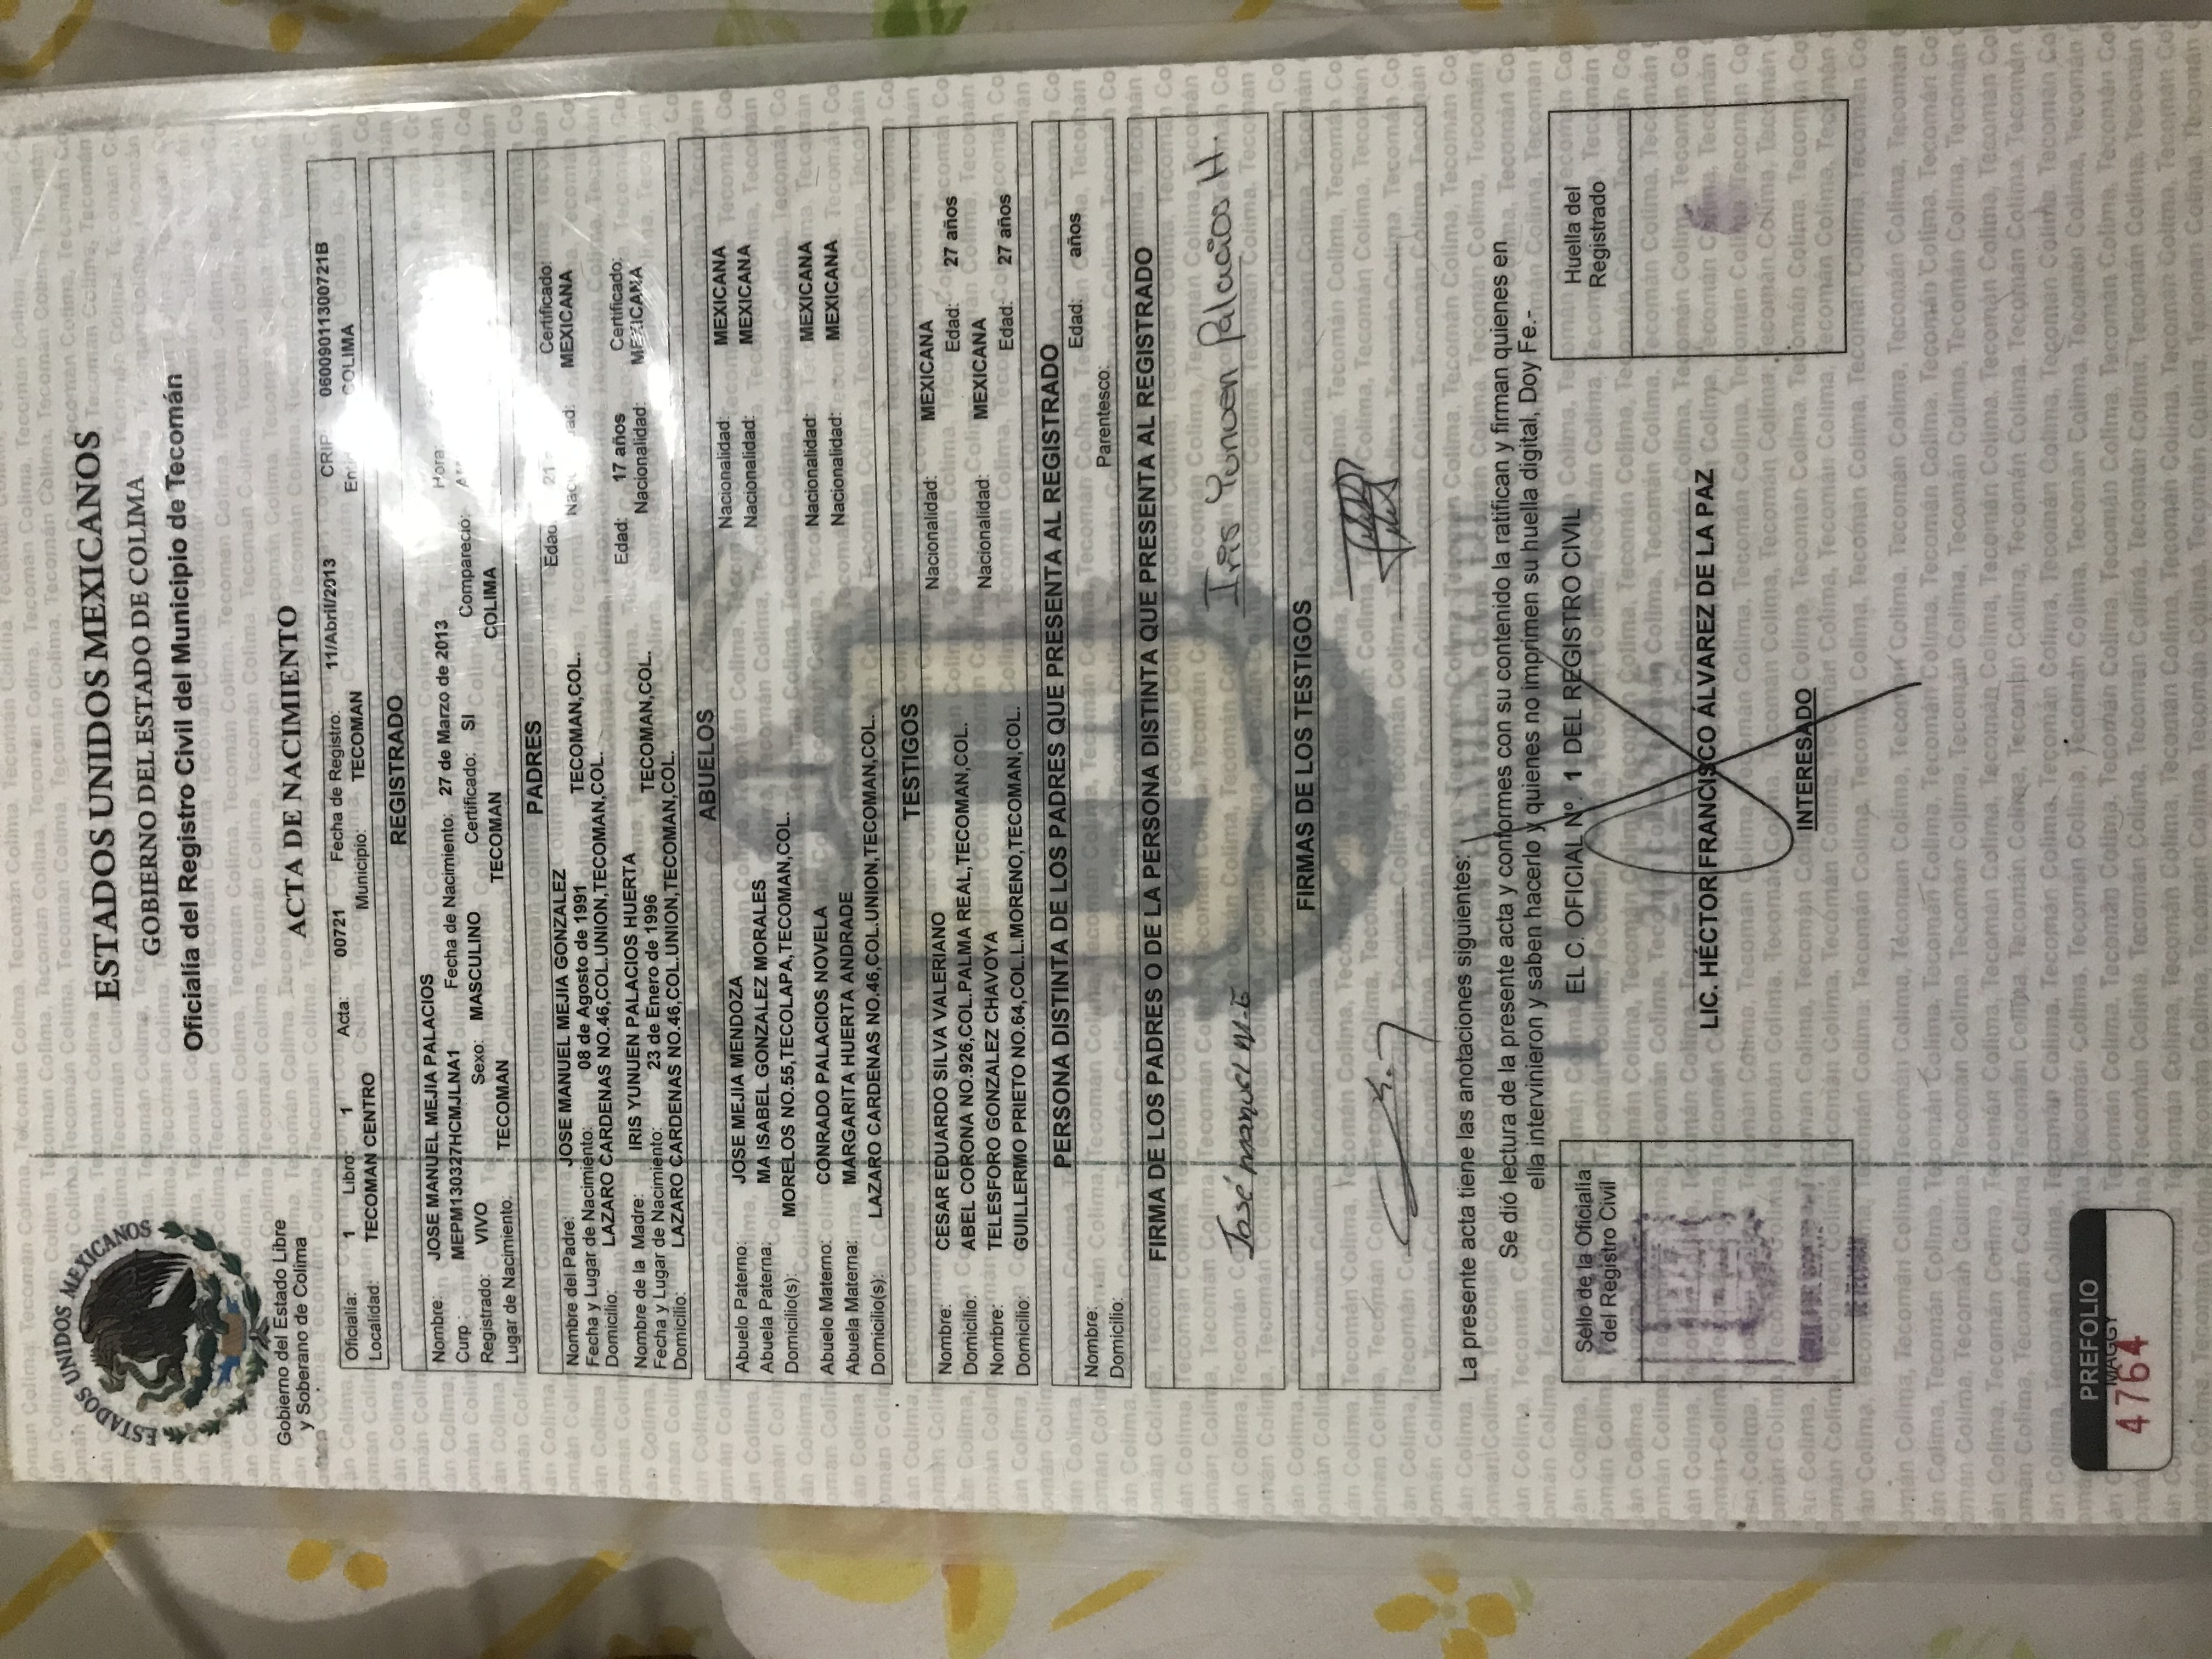 ESTADOS UNIDOS MEXICANOS
ESTADOS UNIDOS MEXICANOS
GOBIERNO DEL ESTADO DE COLIMA
Oficialía del Registro Civil del Municipio de Tecomán
Gobierno del Estado Libre
y Soberano de Colima
ACTA DE NACIMIENTO
Oficialía: 1 Libro: 1 Acta: 00721 Fecha de Registro: 11/Abril/2013 CRIP 06009011300721B
Localidad: TECOMAN CENTRO Municipio: TECOMAN COLIMA
REGISTRADO
Nombre: JOSE MANUEL MEJIA PALACIOS
Curp : MEPM130327HCMJLNA1 Fecha de Nacimiento: 27 de Marzo de 2013 Hora:
Registrado: VIVO Sexo: MASCULINO Certificado: SI Compareció:
Lugar de Nacimiento: TECOMAN TECOMAN COLIMA
PADRES
Nombre del Padre: JOSE MANUEL MEJIA GONZALEZ Edad: 21 Certificado:
Fecha y Lugar de Nacimiento: 08 de Agosto de 1991 TECOMAN,COL. MEXICANA
Domicilio: LAZARO CARDENAS NO.46,COL.UNION,TECOMAN,COL.
Nombre de la Madre: IRIS YUNUEN PALACIOS HUERTA Edad: 17 años Certificado:
Fecha y Lugar de Nacimiento: 23 de Enero de 1996 TECOMAN,COL. Nacionalidad: MEXICANA
Domicilio: LAZARO CARDENAS NO.46,COL.UNION,TECOMAN,COL.
ABUELOS
Abuelo Paterno: JOSE MEJIA MENDOZA Nacionalidad: MEXICANA
Abuela Paterna: MA ISABEL GONZALEZ MORALES Nacionalidad: MEXICANA
Domicilio(s): MORELOS NO.55,TECOLAPA,TECOMAN,COL.
Abuelo Materno: CONRADO PALACIOS NOVELA Nacionalidad: MEXICANA
Abuela Materna: MARGARITA HUERTA ANDRADE Nacionalidad: MEXICANA
Domicilio(s): LAZARO CARDENAS NO.46,COL.UNION,TECOMAN,COL.
TESTIGOS
Nombre: CESAR EDUARDO SILVA VALERIANO Nacionalidad: MEXICANA
Domicilio: ABEL CORONA NO.926,COL.PALMA REAL,TECOMAN,COL. Edad: 27 años
Nombre: TELESFORO GONZALEZ CHAVOYA Nacionalidad: MEXICANA
Domicilio: GUILLERMO PRIETO NO.64,COL.L.MORENO,TECOMAN,COL. Edad: 27 años
PERSONA DISTINTA DE LOS PADRES QUE PRESENTA AL REGISTRADO
Nombre: Edad: años
Domicilio: Parentesco:
FIRMA DE LOS PADRES O DE LA PERSONA DISTINTA QUE PRESENTA AL REGISTRADO
José manuel M-G Iris Yunuen Palacios H.
FIRMAS DE LOS TESTIGOS
La presente acta tiene las anotaciones siguientes:
Se dió lectura de la presente acta y conformes con su contenido la ratifican y firman quienes en
ella intervinieron y saben hacerlo y quienes no imprimen su huella digital, Doy Fe.-
Sello de la Oficialia
del Registro Civil
EL C. OFICIAL Nº. 1 DEL REGISTRO CIVIL
Huella del
Registrado
LIC. HÉCTOR FRANCISCO ÁLVAREZ DE LA PAZ
INTERESADO
PREFOLIO
MAGGY
4764